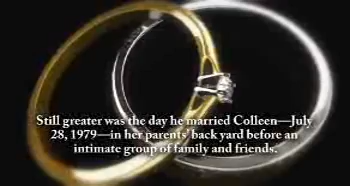 Still greater was the day he married Colleen—July
28, 1979—in her parents' back yard before an
intimate group of family and friends.